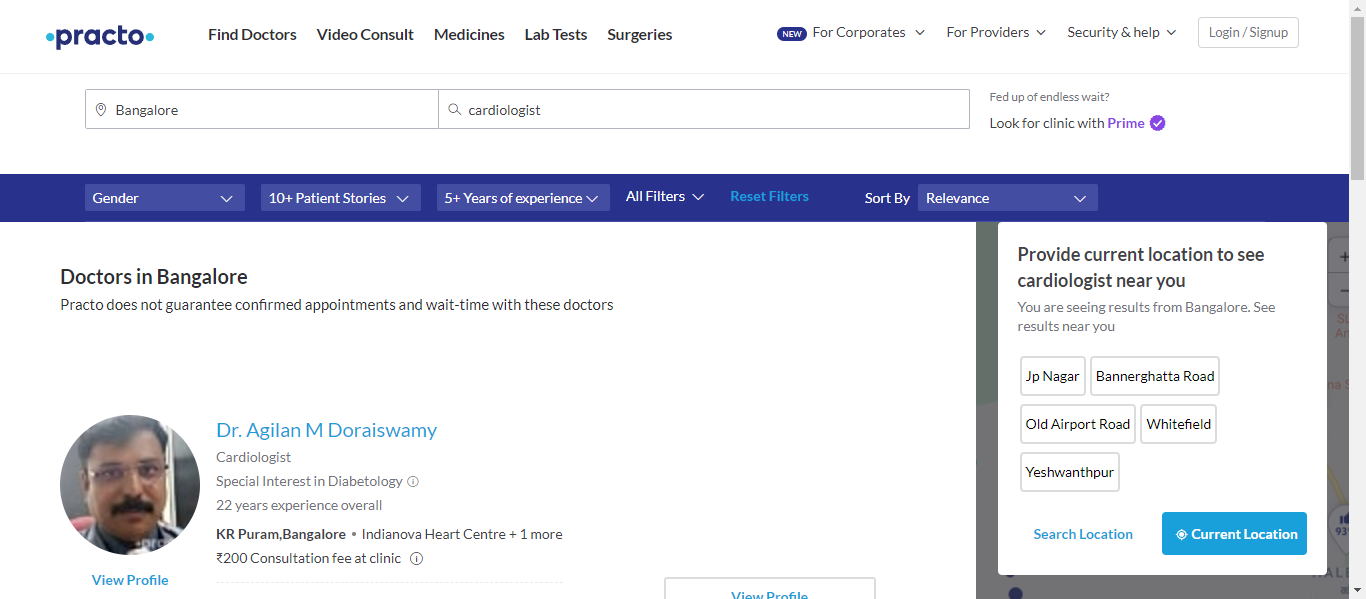 practo
Find Doctors Video Consult Medicines Lab Tests Surgeries
NEW For Corporates For Providers Security & help Login / Signup
Bangalore
cardiologist
Fed up of endless wait?
Look for clinic with Prime
Gender 10+ Patient Stories 5+ Years of experience All Filters Reset Filters Sort By Relevance
Doctors in Bangalore
Practo does not guarantee confirmed appointments and wait-time with these doctors
Dr. Agilan M Doraiswamy
Cardiologist
Special Interest in Diabetology
22 years experience overall
KR Puram,Bangalore • Indianova Heart Centre + 1 more
₹200 Consultation fee at clinic
View Profile
View Profile
Provide current location to see
cardiologist near you
You are seeing results from Bangalore. See
results near you
Jp Nagar Bannerghatta Road
Old Airport Road Whitefield
Yeshwanthpur
Search Location Current Location